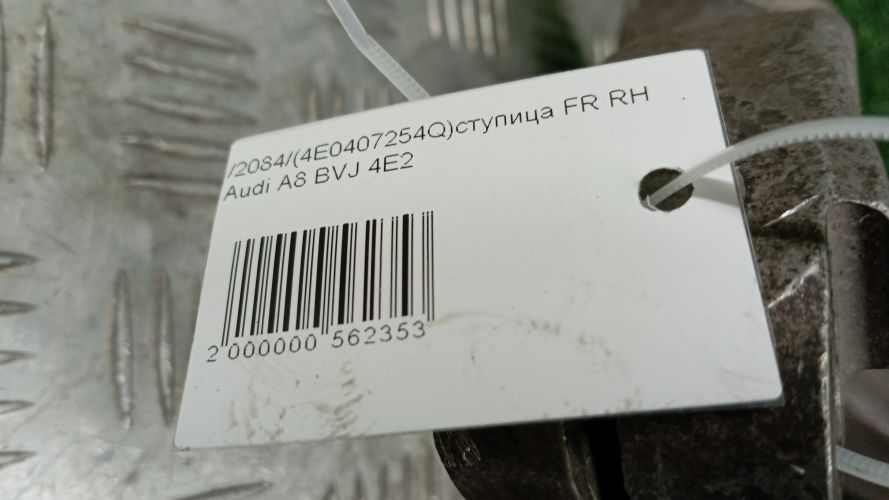 /2084/(4E0407254Q)ступица FR RH
Audi A8 BVJ 4E2
2 000000 562353